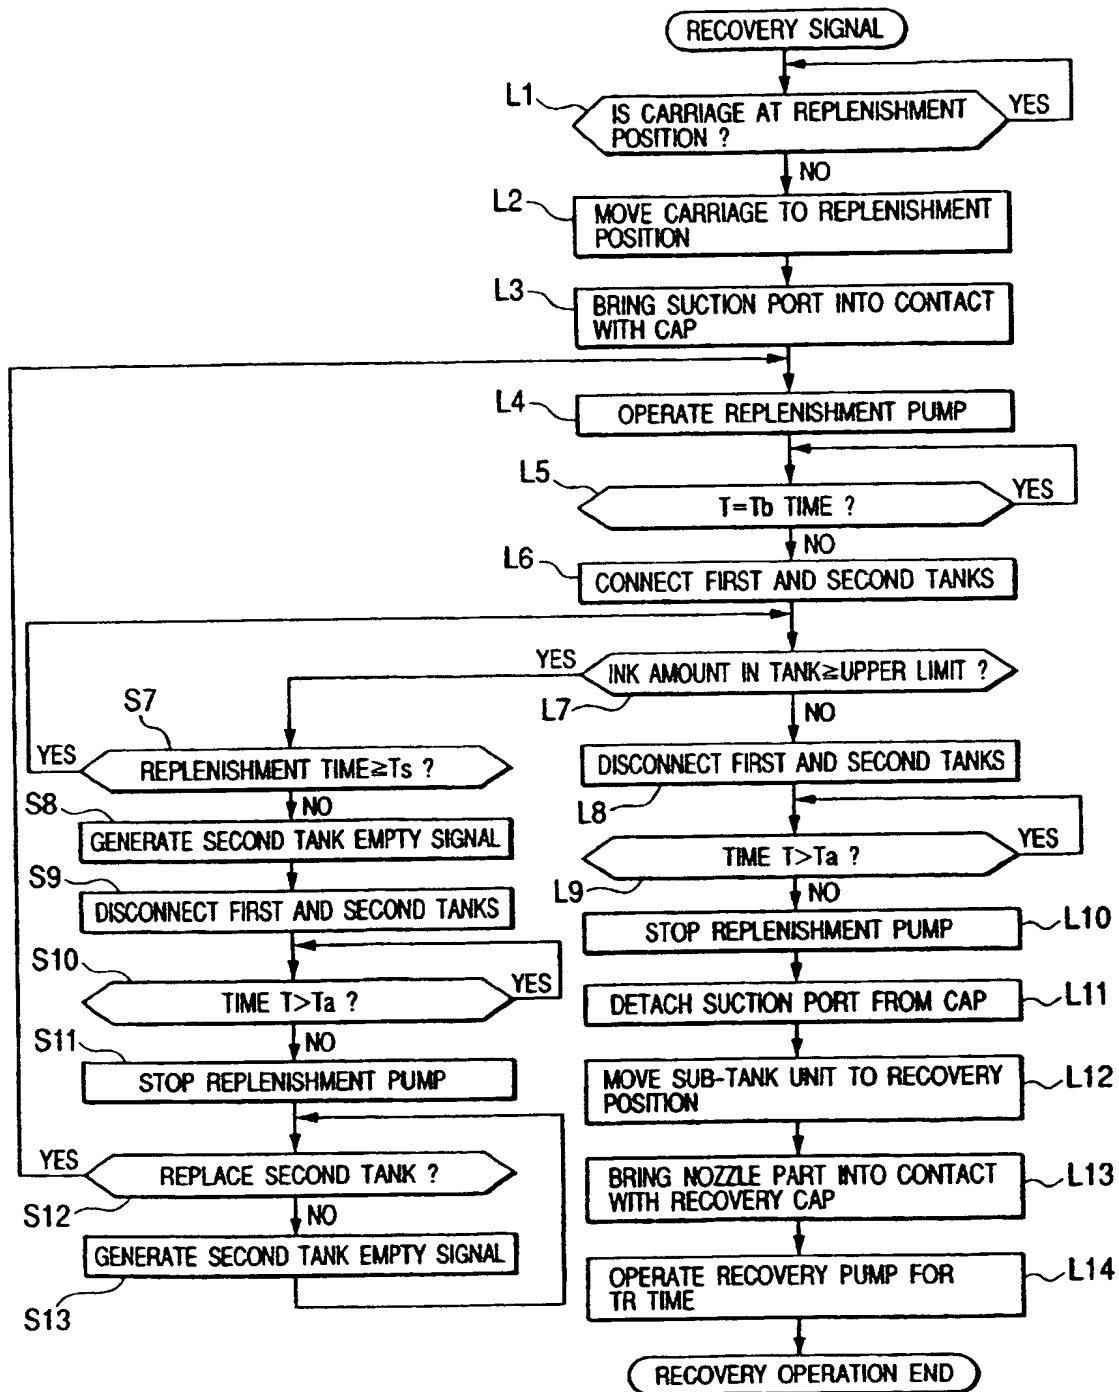 RECOVERY SIGNAL
L1
IS CARRIAGE AT REPLENISHMENT
POSITION ?
YES
NO
L2
MOVE CARRIAGE TO REPLENISHMENT
POSITION
L3
BRING SUCTION PORT INTO CONTACT
WITH CAP
L4
OPERATE REPLENISHMENT PUMP
L5
T=Tb TIME ?
YES
NO
L6
CONNECT FIRST AND SECOND TANKS
YES
INK AMOUNT IN TANK≧UPPER LIMIT ?
L7
NO
S7
YES
REPLENISHMENT TIME≧Ts ?
NO
S8
GENERATE SECOND TANK EMPTY SIGNAL
S9
DISCONNECT FIRST AND SECOND TANKS
S10
YES
TIME T>Ta ?
NO
S11
STOP REPLENISHMENT PUMP
YES
REPLACE SECOND TANK ?
S12
NO
GENERATE SECOND TANK EMPTY SIGNAL
S13
DISCONNECT FIRST AND SECOND TANKS
L8
YES
TIME T>Ta ?
L9
NO
STOP REPLENISHMENT PUMP
L10
DETACH SUCTION PORT FROM CAP
L11
MOVE SUB-TANK UNIT TO RECOVERY
POSITION
L12
BRING NOZZLE PART INTO CONTACT
WITH RECOVERY CAP
L13
OPERATE RECOVERY PUMP FOR
TR TIME
L14
RECOVERY OPERATION END